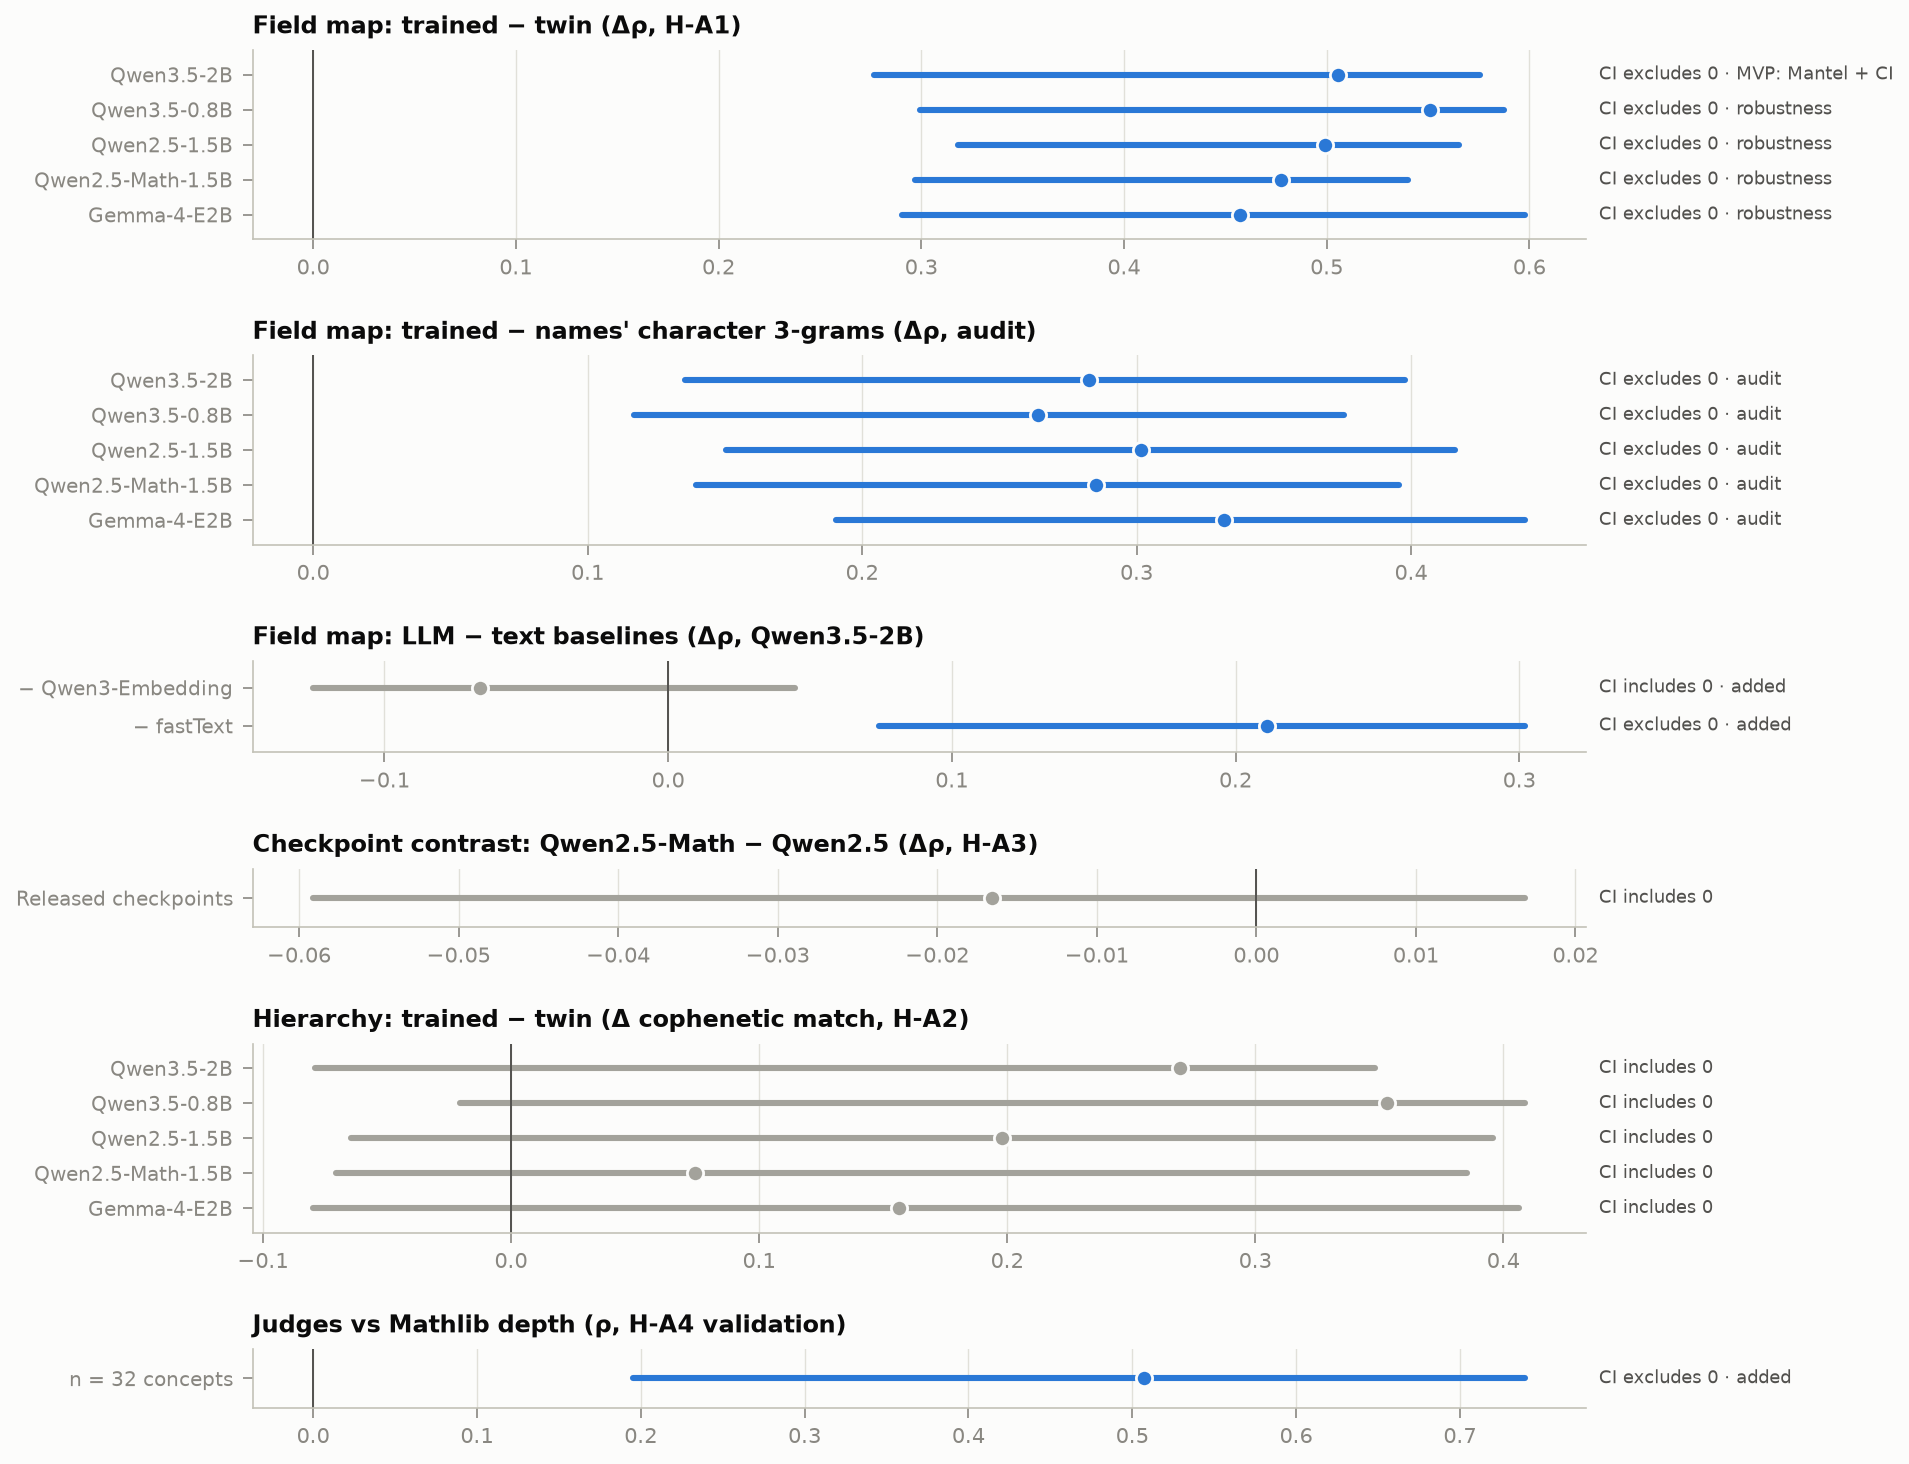 Field map: trained − twin (Δρ, H-A1)
Qwen3.5-2B
CI excludes 0 · MVP: Mantel + CI
Qwen3.5-0.8B
CI excludes 0 · robustness
Qwen2.5-1.5B
CI excludes 0 · robustness
Qwen2.5-Math-1.5B
CI excludes 0 · robustness
Gemma-4-E2B
CI excludes 0 · robustness
0.0 0.1 0.2 0.3 0.4 0.5 0.6
Field map: trained − names' character 3-grams (Δρ, audit)
Qwen3.5-2B
CI excludes 0 · audit
Qwen3.5-0.8B
CI excludes 0 · audit
Qwen2.5-1.5B
CI excludes 0 · audit
Qwen2.5-Math-1.5B
CI excludes 0 · audit
Gemma-4-E2B
CI excludes 0 · audit
0.0 0.1 0.2 0.3 0.4
Field map: LLM − text baselines (Δρ, Qwen3.5-2B)
− Qwen3-Embedding
CI includes 0 · added
− fastText
CI excludes 0 · added
−0.1 0.0 0.1 0.2 0.3
Checkpoint contrast: Qwen2.5-Math − Qwen2.5 (Δρ, H-A3)
Released checkpoints
CI includes 0
−0.06 −0.05 −0.04 −0.03 −0.02 −0.01 0.00 0.01 0.02
Hierarchy: trained − twin (Δ cophenetic match, H-A2)
Qwen3.5-2B
CI includes 0
Qwen3.5-0.8B
CI includes 0
Qwen2.5-1.5B
CI includes 0
Qwen2.5-Math-1.5B
CI includes 0
Gemma-4-E2B
CI includes 0
−0.1 0.0 0.1 0.2 0.3 0.4
Judges vs Mathlib depth (ρ, H-A4 validation)
n = 32 concepts
CI excludes 0 · added
0.0 0.1 0.2 0.3 0.4 0.5 0.6 0.7